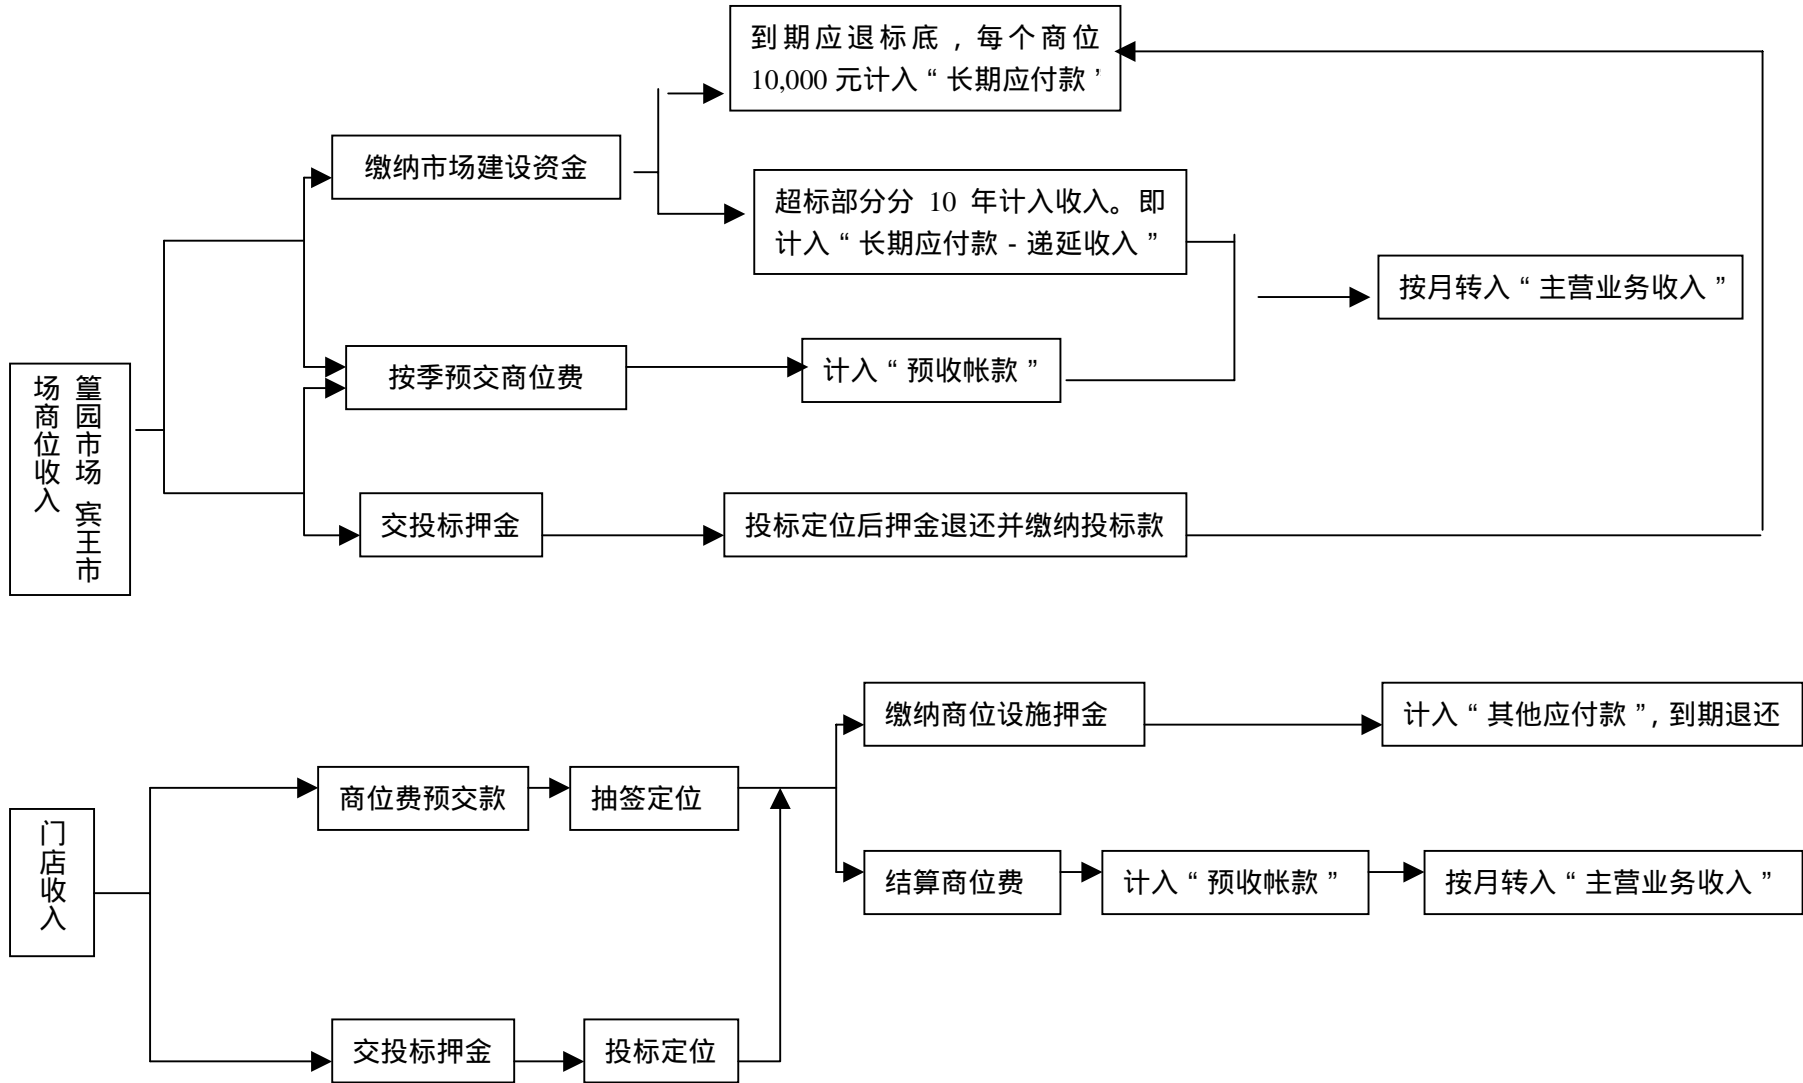 到期应退标底，每个商位
10,000 元计入“长期应付款’
缴纳市场建设资金
超标部分分 10 年计入收入。即
计入“长期应付款 - 递延收入”
按月转入“主营业务收入”
篁园市场、宾王市
场商位收入
按季预交商位费
计入“预收帐款”
交投标押金
投标定位后押金退还并缴纳投标款
缴纳商位设施押金
计入“其他应付款”，到期退还
门店收入
商位费预交款
抽签定位
结算商位费
计入“预收帐款”
按月转入“主营业务收入”
交投标押金
投标定位